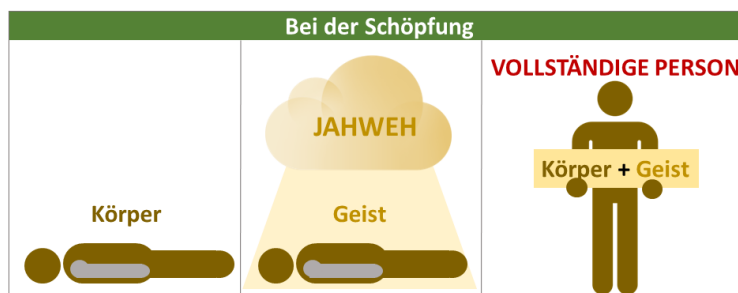 Bei der Schöpfung
Körper
JAHWEH
Geist
VOLLSTÄNDIGE PERSON
Körper + Geist